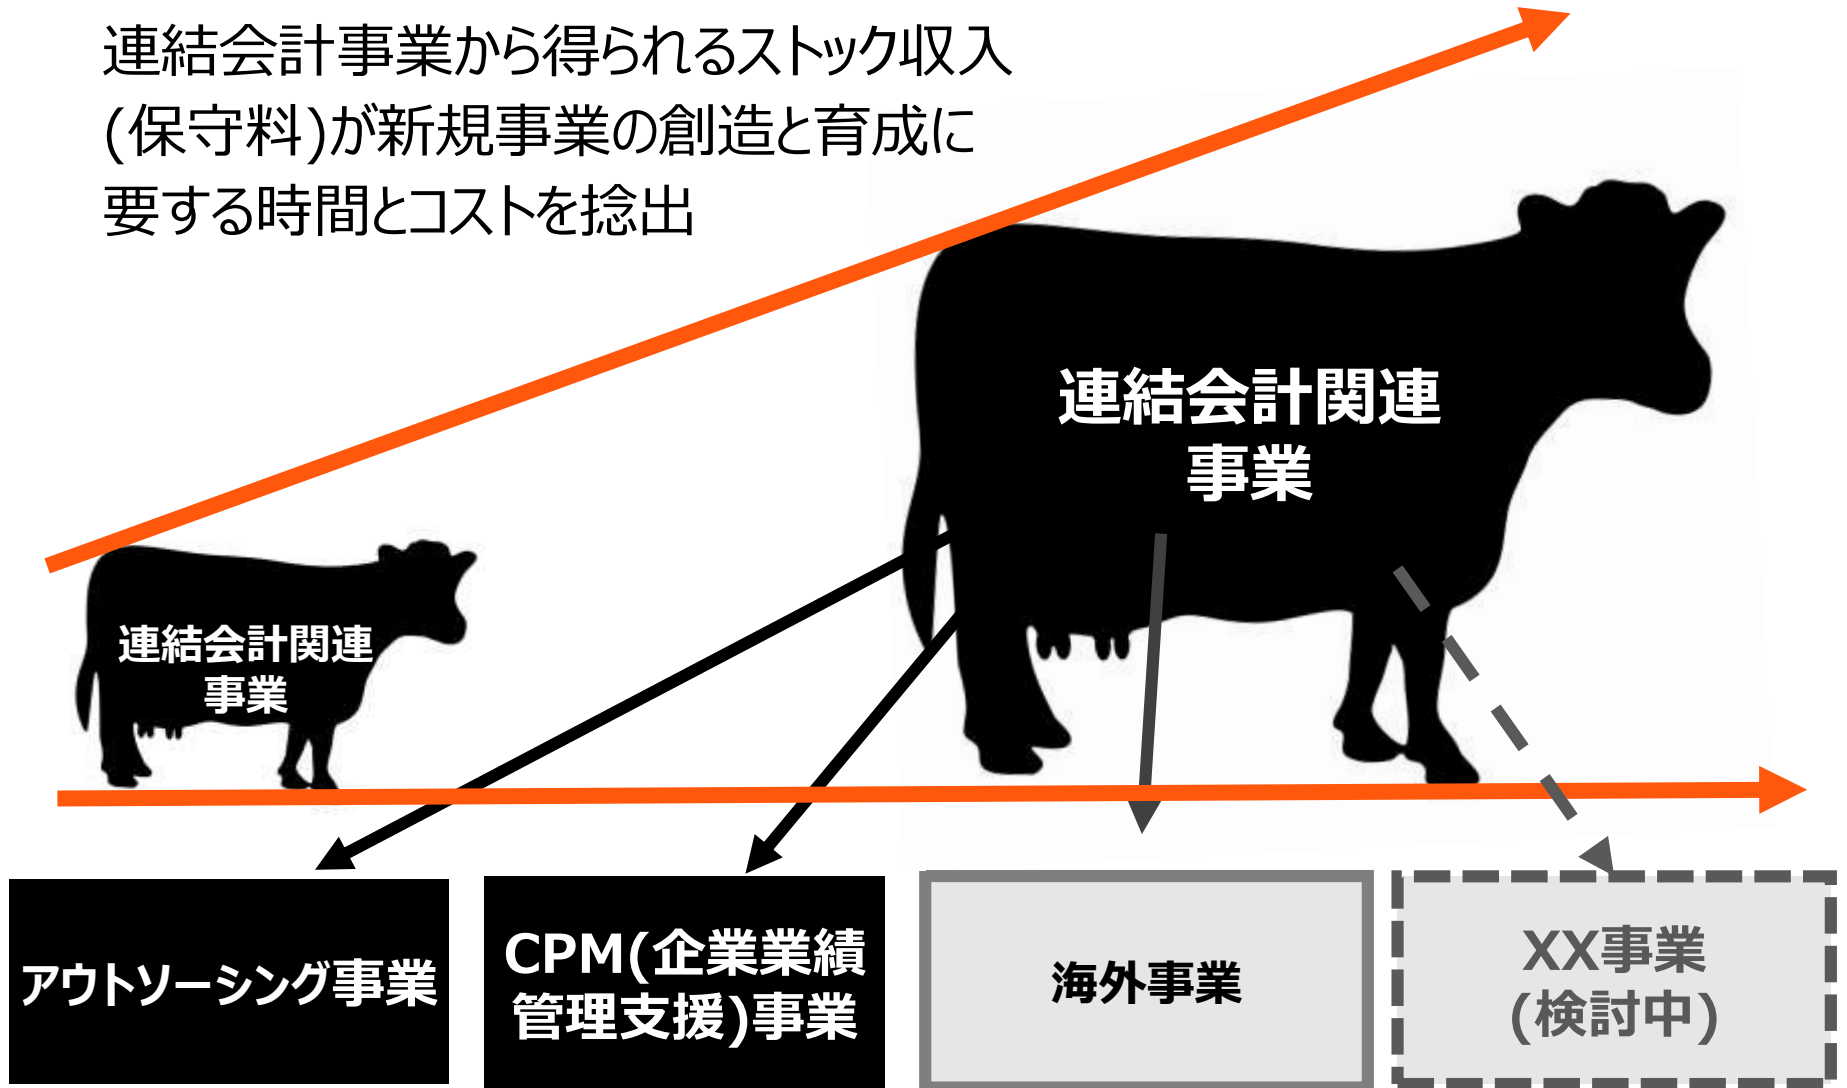 連結会計事業から得られるストック収入
(保守料)が新規事業の創造と育成に
要する時間とコストを捻出
連結会計関連
事業
連結会計関連
事業
アウトソーシング事業
CPM(企業業績
管理支援)事業
海外事業
XX事業
(検討中)